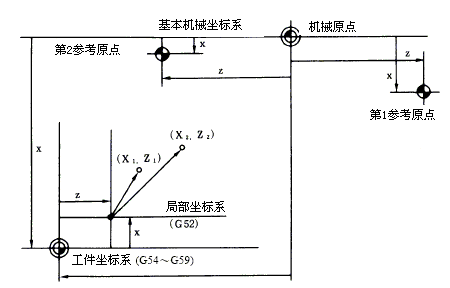 基本机械坐标系
机械原点
第2参考原点
x
z
z
x
第1参考原点
(X₂, Z₂)
(X₁, Z₁)
x
z
局部坐标系
(G52)
x
工件坐标系 (G54～G59)